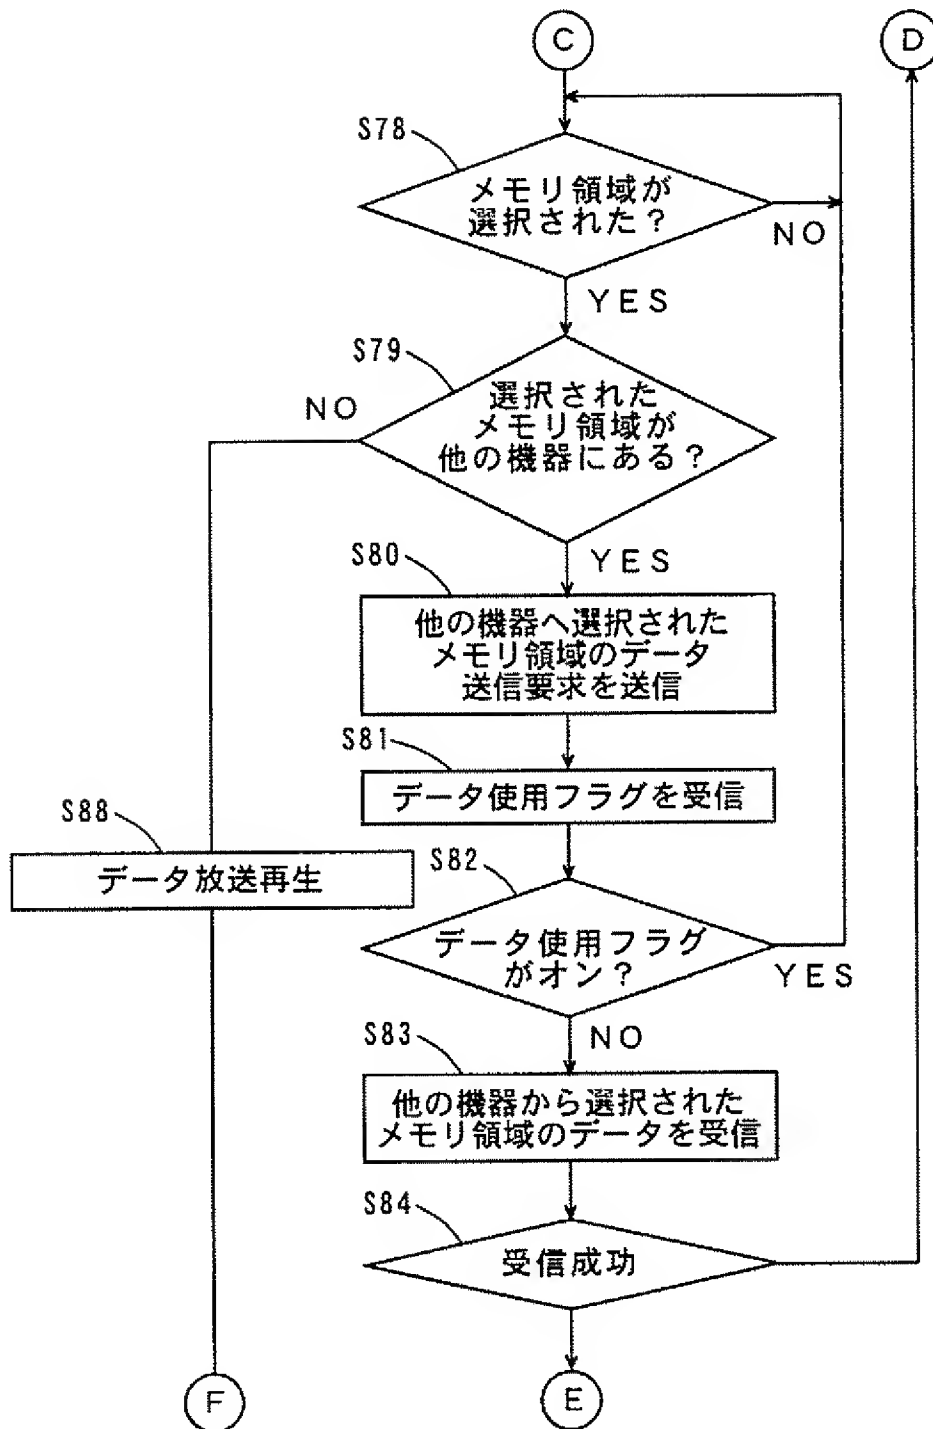 C
D
S78
メモリ領域が
選択された？
NO
YES
S79
選択された
メモリ領域が
他の機器にある？
NO
YES
S80
他の機器へ選択された
メモリ領域のデータ
送信要求を送信
S81
データ使用フラグを受信
S88
データ放送再生
S82
データ使用フラグ
がオン？
YES
NO
S83
他の機器から選択された
メモリ領域のデータを受信
S84
受信成功
F
E